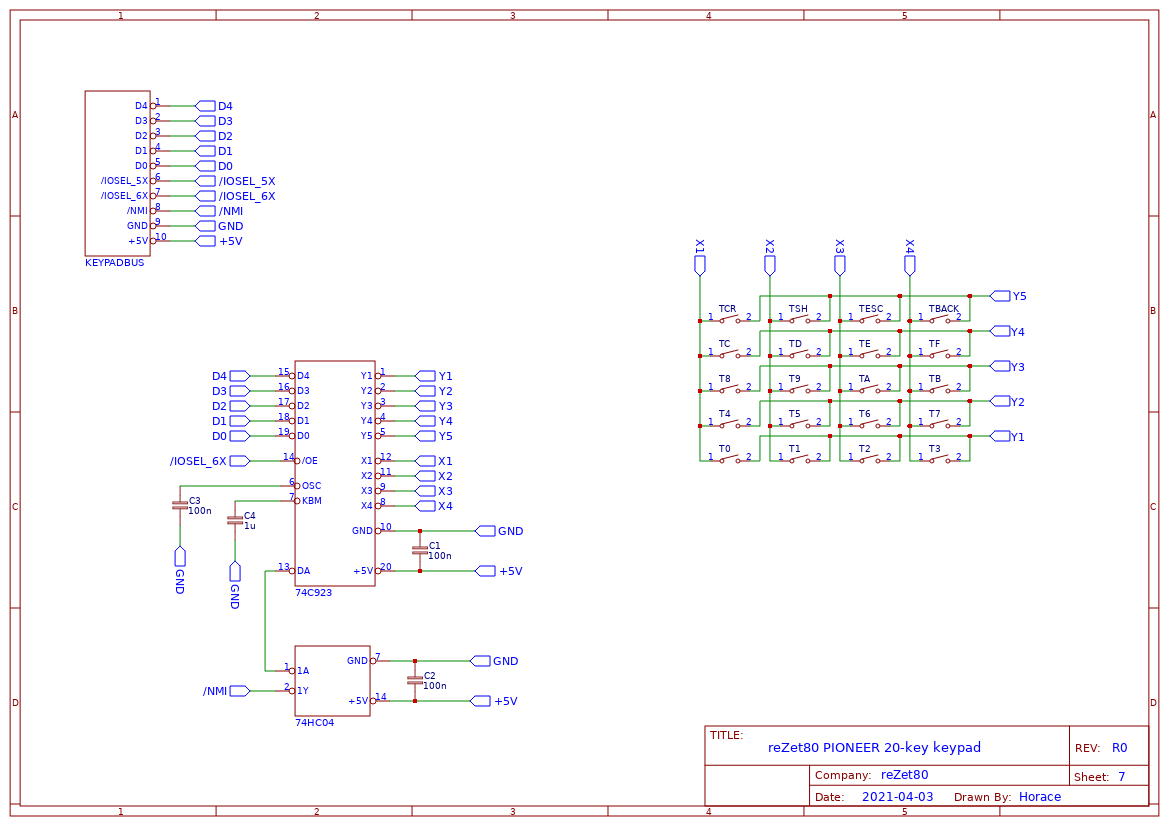 1 2 3 4 5
A A
B B
C C
D D
1 2 3 4 5
D4 1 D4
D3 2 D3
D2 3 D2
D1 4 D1
D0 5 D0
/IOSEL_5X 6 /IOSEL_5X
/IOSEL_6X 7 /IOSEL_6X
/NMI 8 /NMI
GND 9 GND
+5V 10 +5V
KEYPADBUS
X1 X2 X3 X4
Y5
TCR TSH TESC TBACK
1 2 1 2 1 2 1 2
Y4
TC TD TE TF
1 2 1 2 1 2 1 2
Y3
T8 T9 TA TB
1 2 1 2 1 2 1 2
Y2
T4 T5 T6 T7
1 2 1 2 1 2 1 2
Y1
T0 T1 T2 T3
1 2 1 2 1 2 1 2
D4 15 D4 Y1 1 Y1
D3 16 D3 Y2 2 Y2
D2 17 D2 Y3 3 Y3
D1 18 D1 Y4 4 Y4
D0 19 D0 Y5 5 Y5
/IOSEL_6X 14 /OE X1 12 X1
X2 11 X2
6 OSC X3 9 X3
7 KBM X4 8 X4
C3
100n
C4
1u
GND 10 GND
C1
100n
GND
GND
13 DA +5V 20 +5V
74C923
GND 7 GND
1 1A
C2
100n
/NMI 2 1Y +5V 14 +5V
74HC04
TITLE:
reZet80 PIONEER 20-key keypad
REV: R0
Company: reZet80
Sheet: 7
Date: 2021-04-03 Drawn By: Horace